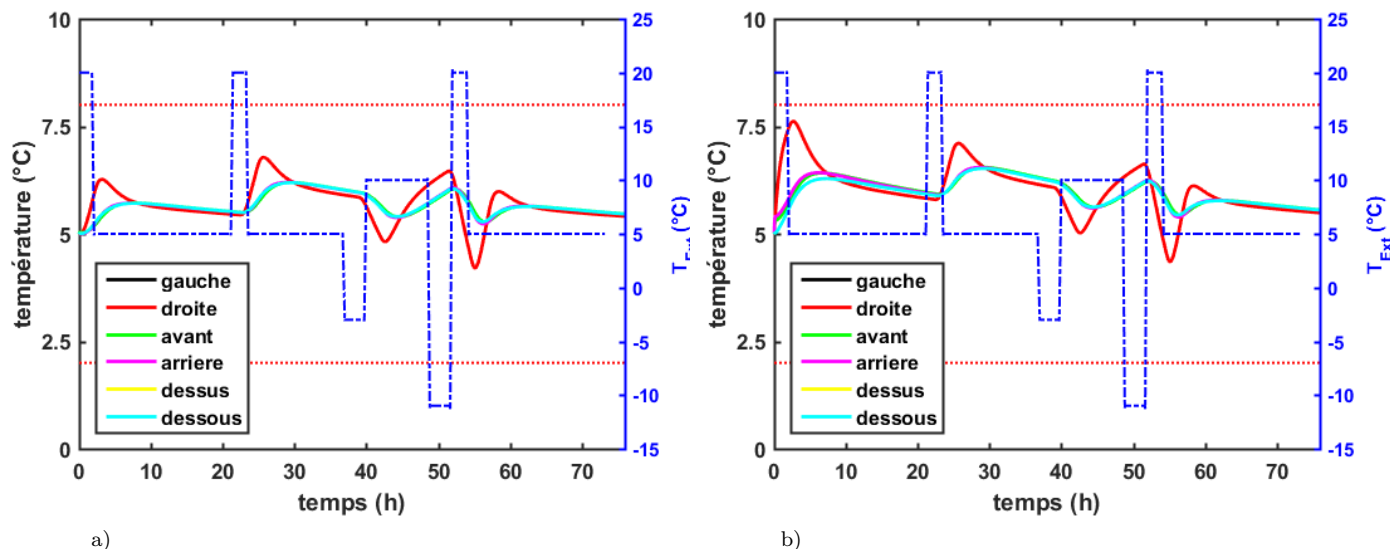 10
7.5
5
2.5
0
température (°C)
gauche
droite
avant
arriere
dessus
dessous
0 10 20 30 40 50 60 70
temps (h)
25
20
15
10
5
0
-5
-10
-15
(°C)
a)
10
7.5
5
2.5
0
température (°C)
gauche
droite
avant
arriere
dessus
dessous
0 10 20 30 40 50 60 70
temps (h)
25
20
15
10
5
0
-5
-10
-15
T_Ext (°C)
b)